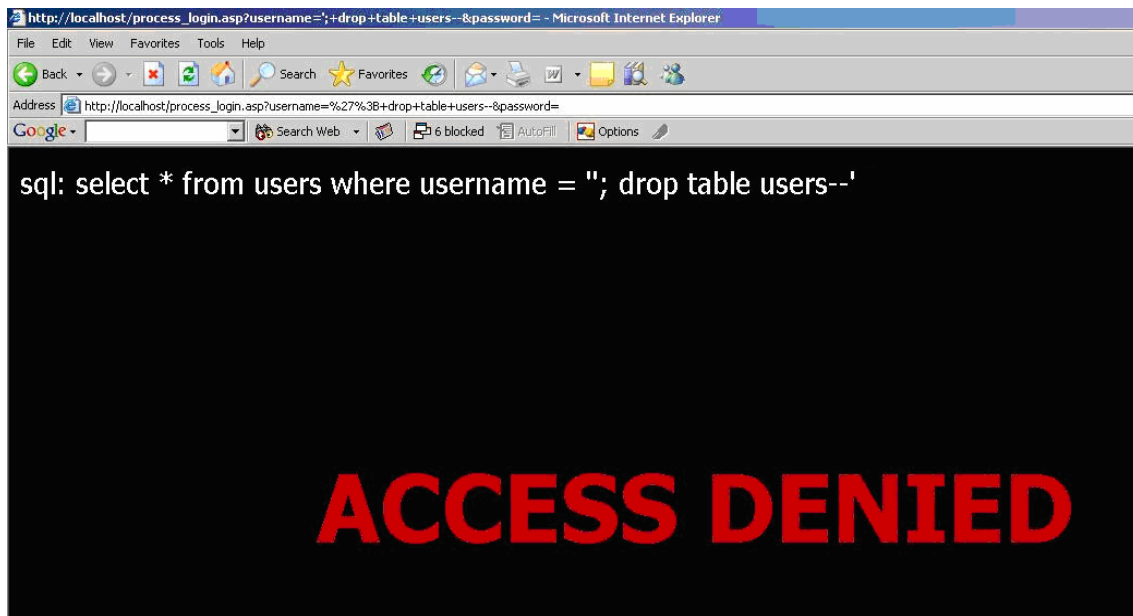 http://localhost/process_login.asp?username=';+drop+table+users--&password= - Microsoft Internet Explorer
File Edit View Favorites Tools Help
Back Search Favorites
Address http://localhost/process_login.asp?username=%27%3B+drop+table+users--&password=
Google Search Web 6 blocked AutoFill Options
sql: select * from users where username = ''; drop table users--'
ACCESS DENIED